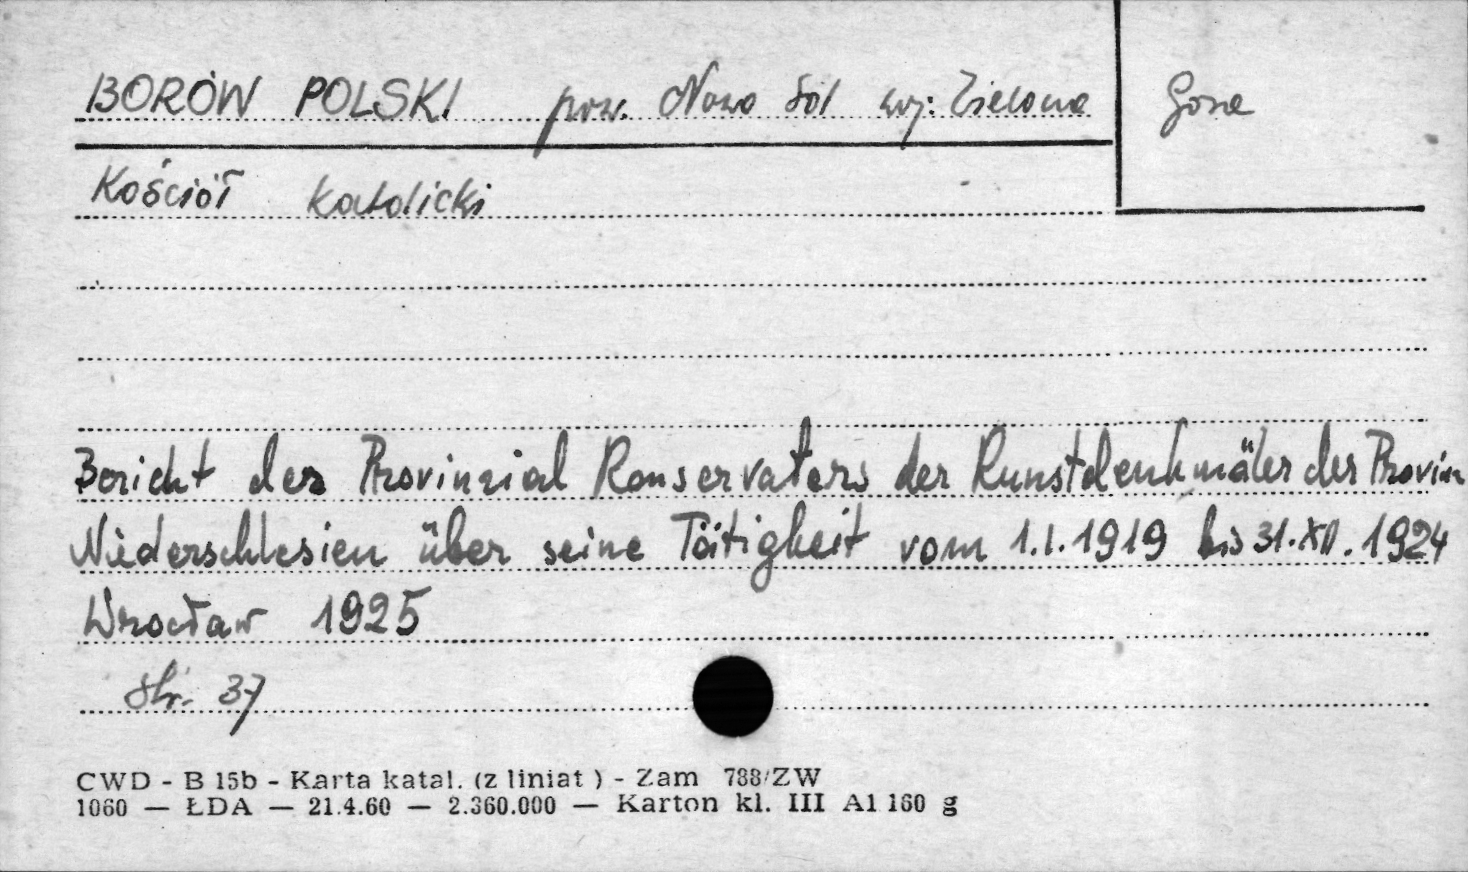 BORÓW POLSKI pow. Nowa Sól woj: Zielona Góra
Kościół katolicki
Bericht des Provinzial Konservators der Kunstdenkmäler der Provin
Niederschlesien über seine Tätigkeit vom 1.I.1919 bis 31.XII.1924
Wrocław 1925
Str. 37
CWD - B 15b - Karta katal. (z liniat ) - Zam 788/ZW
1060 — ŁDA — 21.4.60 — 2.360.000 — Karton kl. III A1 160 g